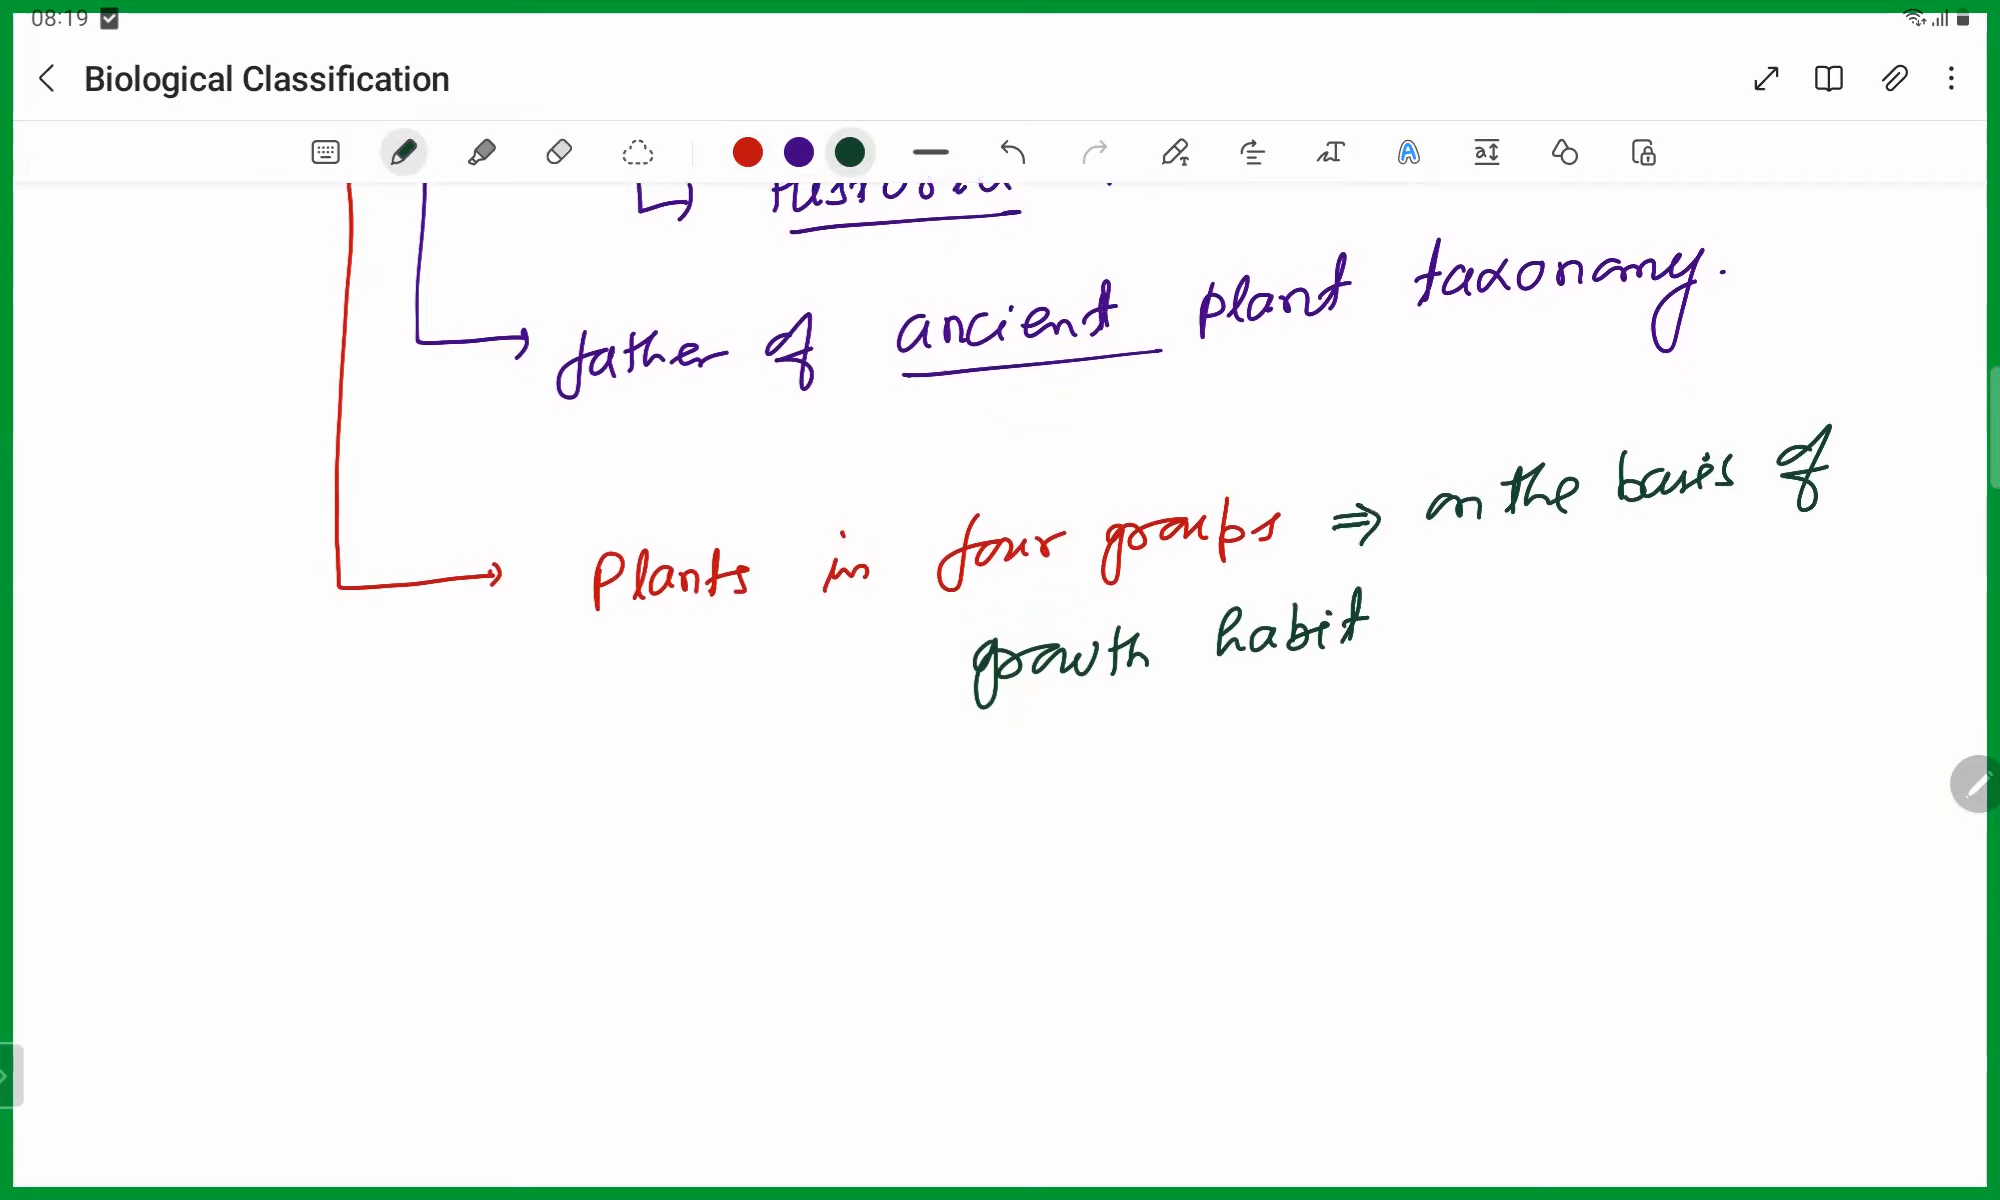 08:19
Biological Classification
father of ancient plant taxonomy.
Plants in four groups ⇒ on the basis of
growth habit